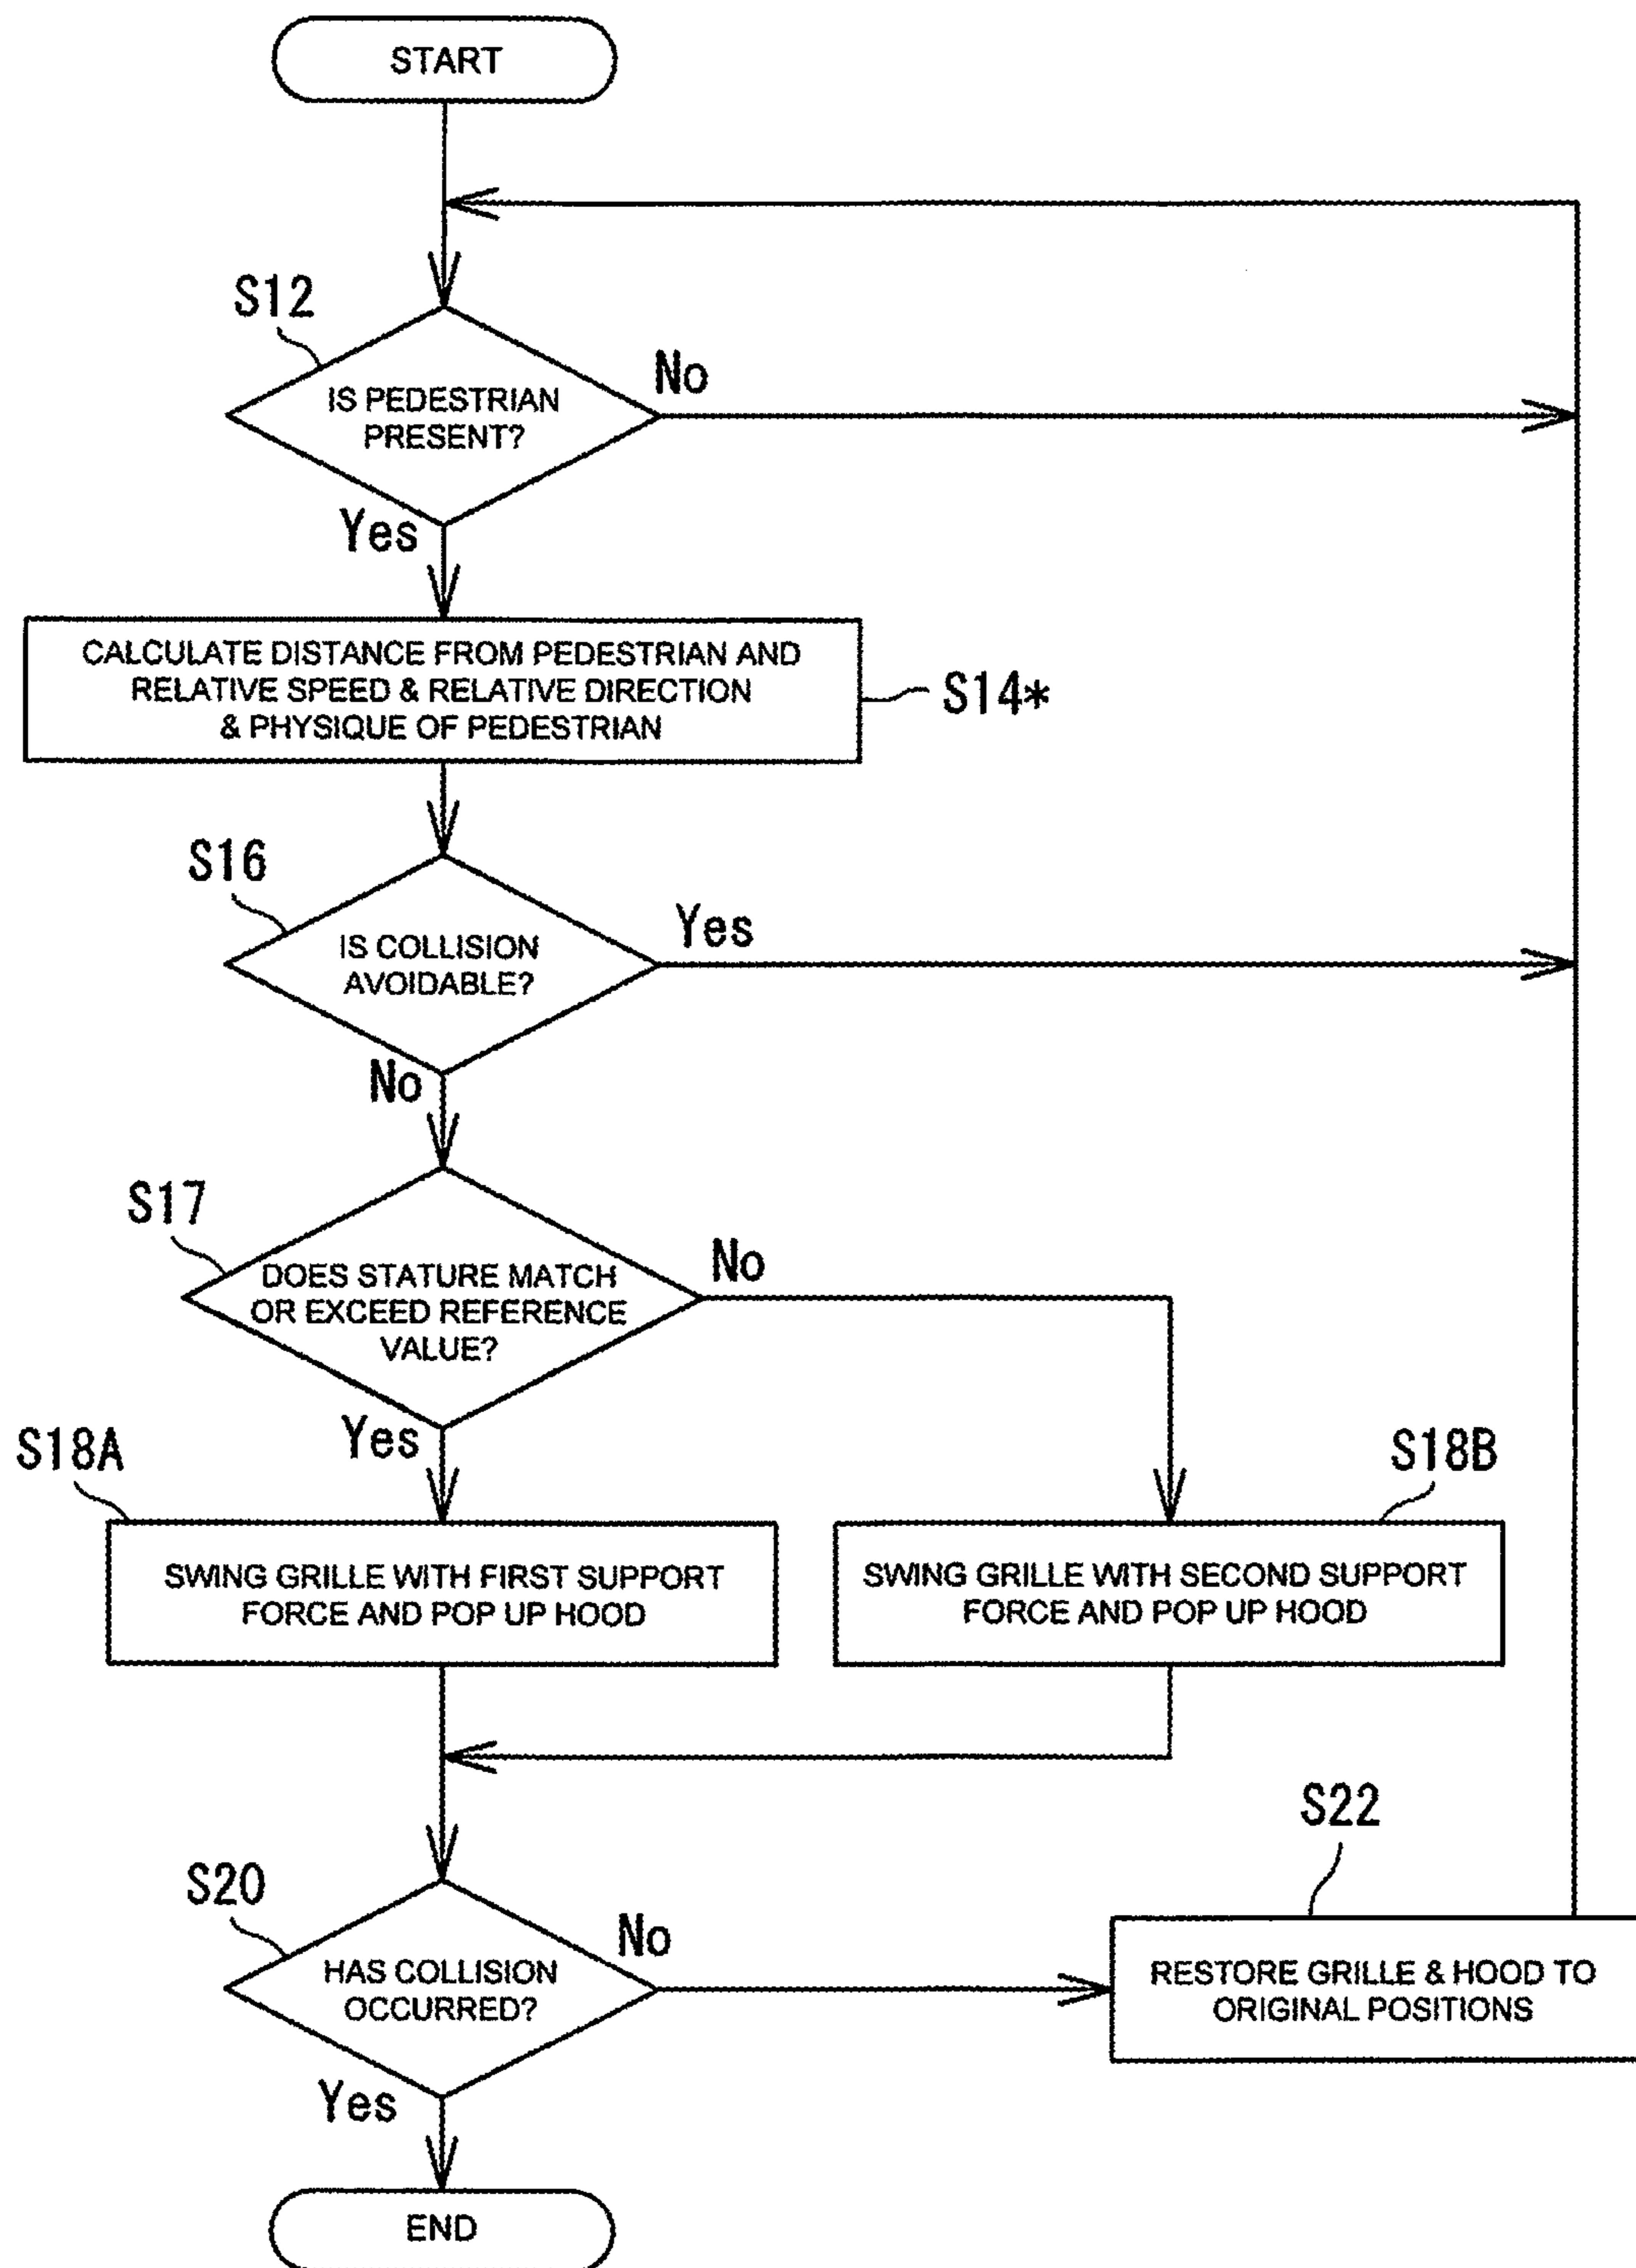 START
S12
No
IS PEDESTRIAN
PRESENT?
Yes
CALCULATE DISTANCE FROM PEDESTRIAN AND
RELATIVE SPEED & RELATIVE DIRECTION
& PHYSIQUE OF PEDESTRIAN
S14*
S16
Yes
IS COLLISION
AVOIDABLE?
No
S17
No
DOES STATURE MATCH
OR EXCEED REFERENCE
VALUE?
Yes
S18A
S18B
SWING GRILLE WITH FIRST SUPPORT
FORCE AND POP UP HOOD
SWING GRILLE WITH SECOND SUPPORT
FORCE AND POP UP HOOD
S22
S20
No
HAS COLLISION
OCCURRED?
RESTORE GRILLE & HOOD TO
ORIGINAL POSITIONS
Yes
END